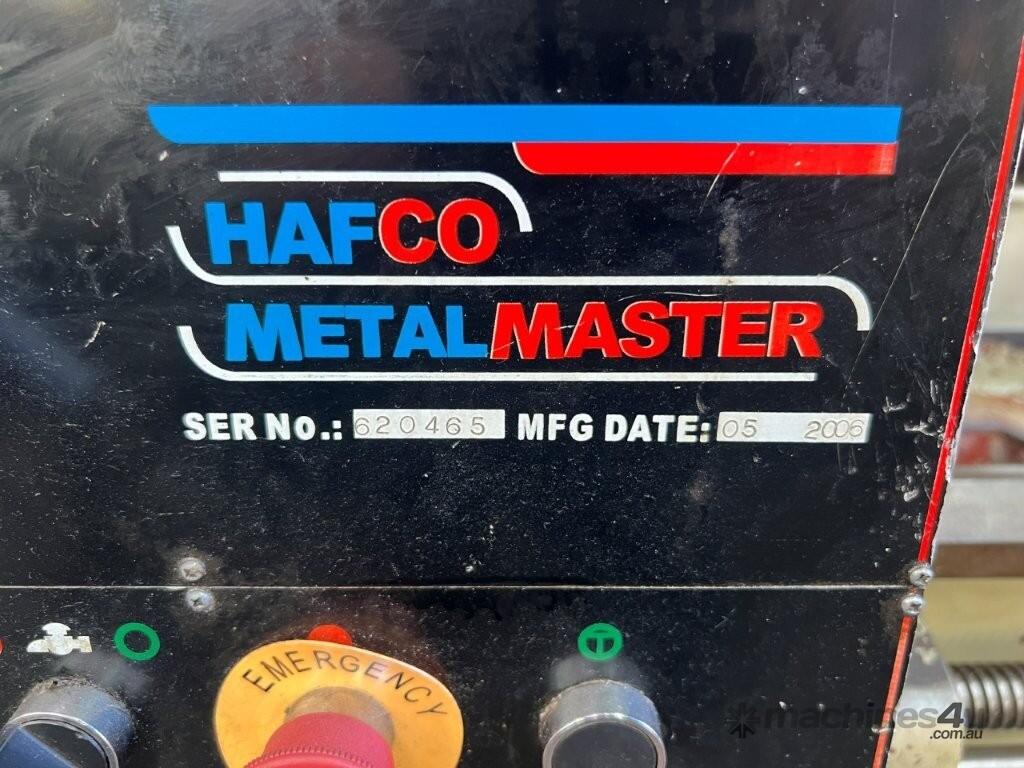 HAFCO
METALMASTER
SER No.: 620465 MFG DATE: 05 2006
EMERGENCY
machines4u
.com.au